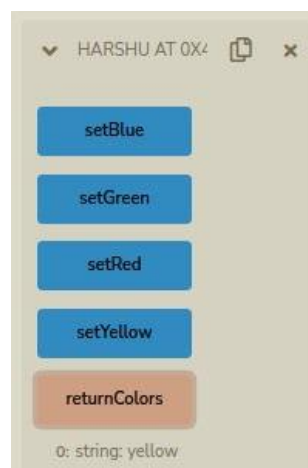 HARSHU AT 0X4
setBlue
setGreen
setRed
setYellow
returnColors
0: string: yellow